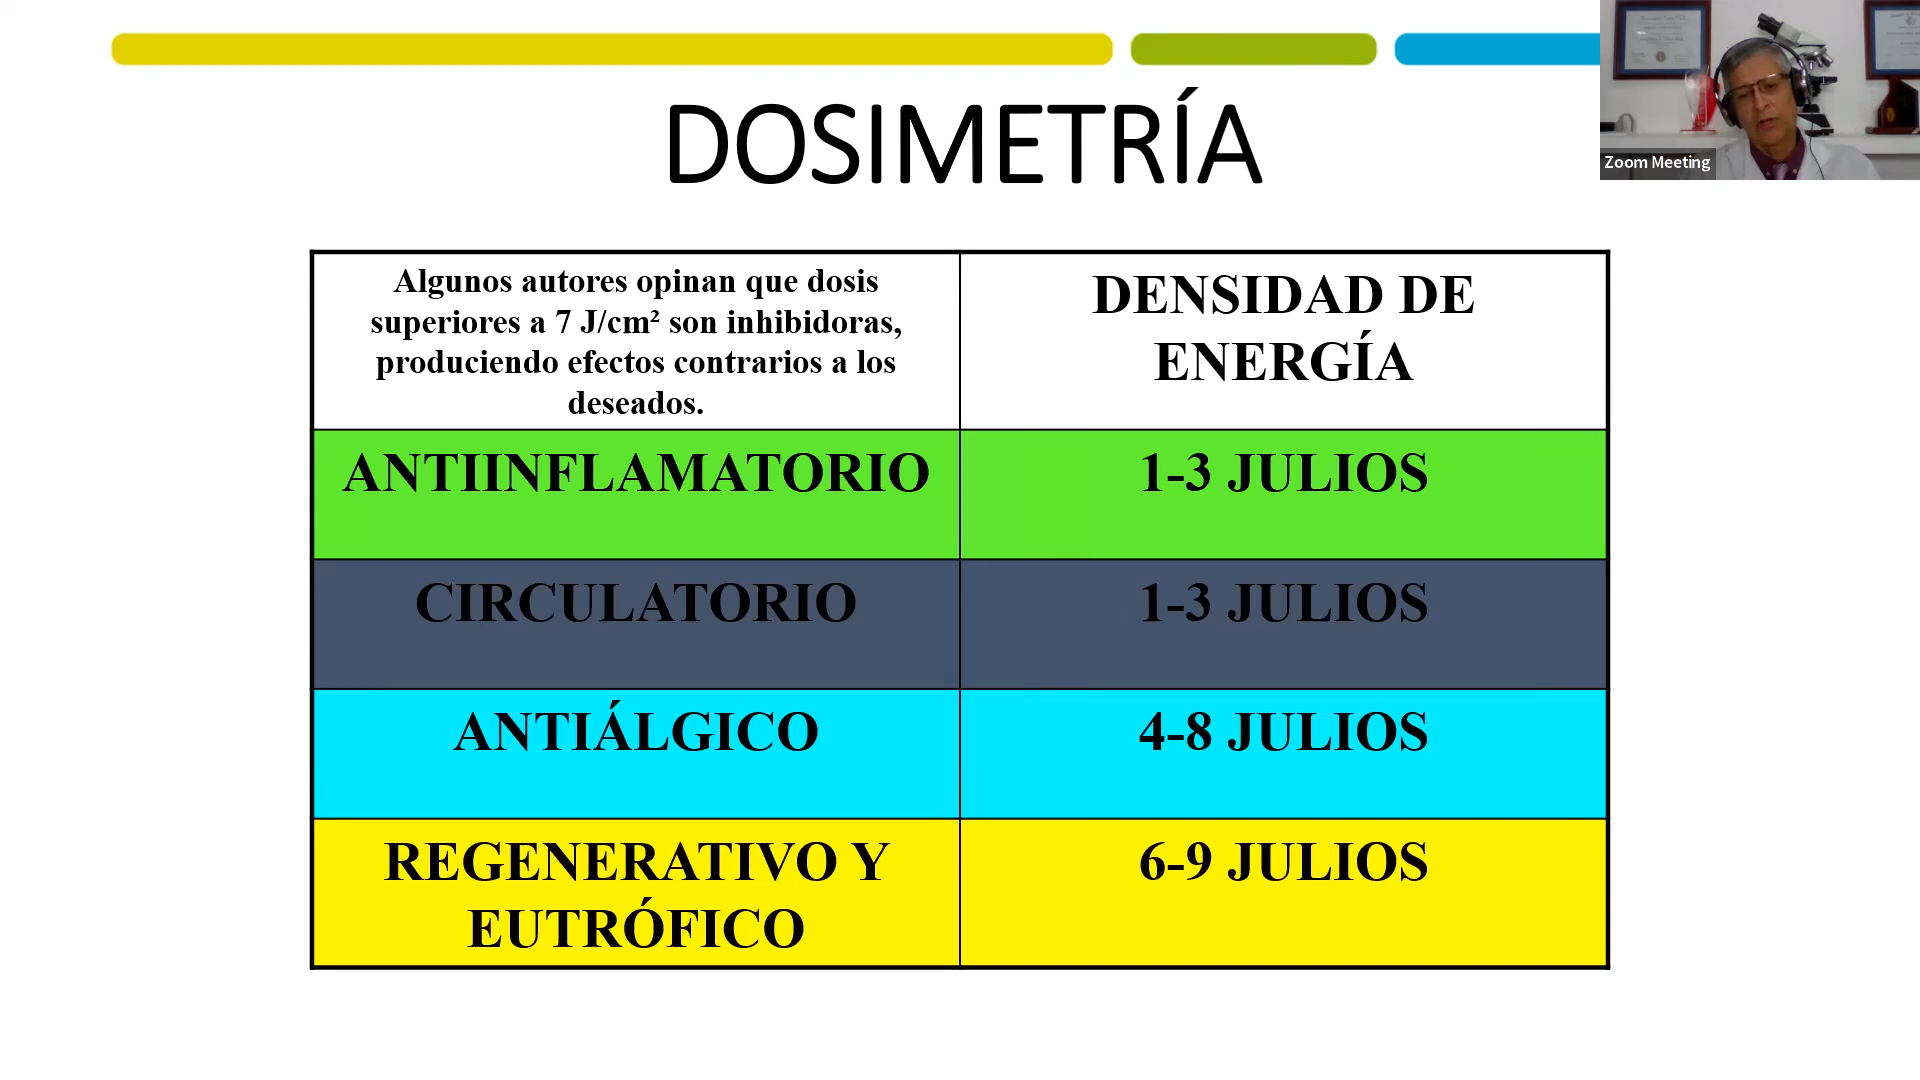 DOSIMETRÍA
Zoom Meeting
Algunos autores opinan que dosis
superiores a 7 J/cm² son inhibidoras,
produciendo efectos contrarios a los
deseados.
DENSIDAD DE
ENERGÍA
ANTIINFLAMATORIO
1-3 JULIOS
CIRCULATORIO
1-3 JULIOS
ANTIÁLGICO
4-8 JULIOS
REGENERATIVO Y
EUTRÓFICO
6-9 JULIOS